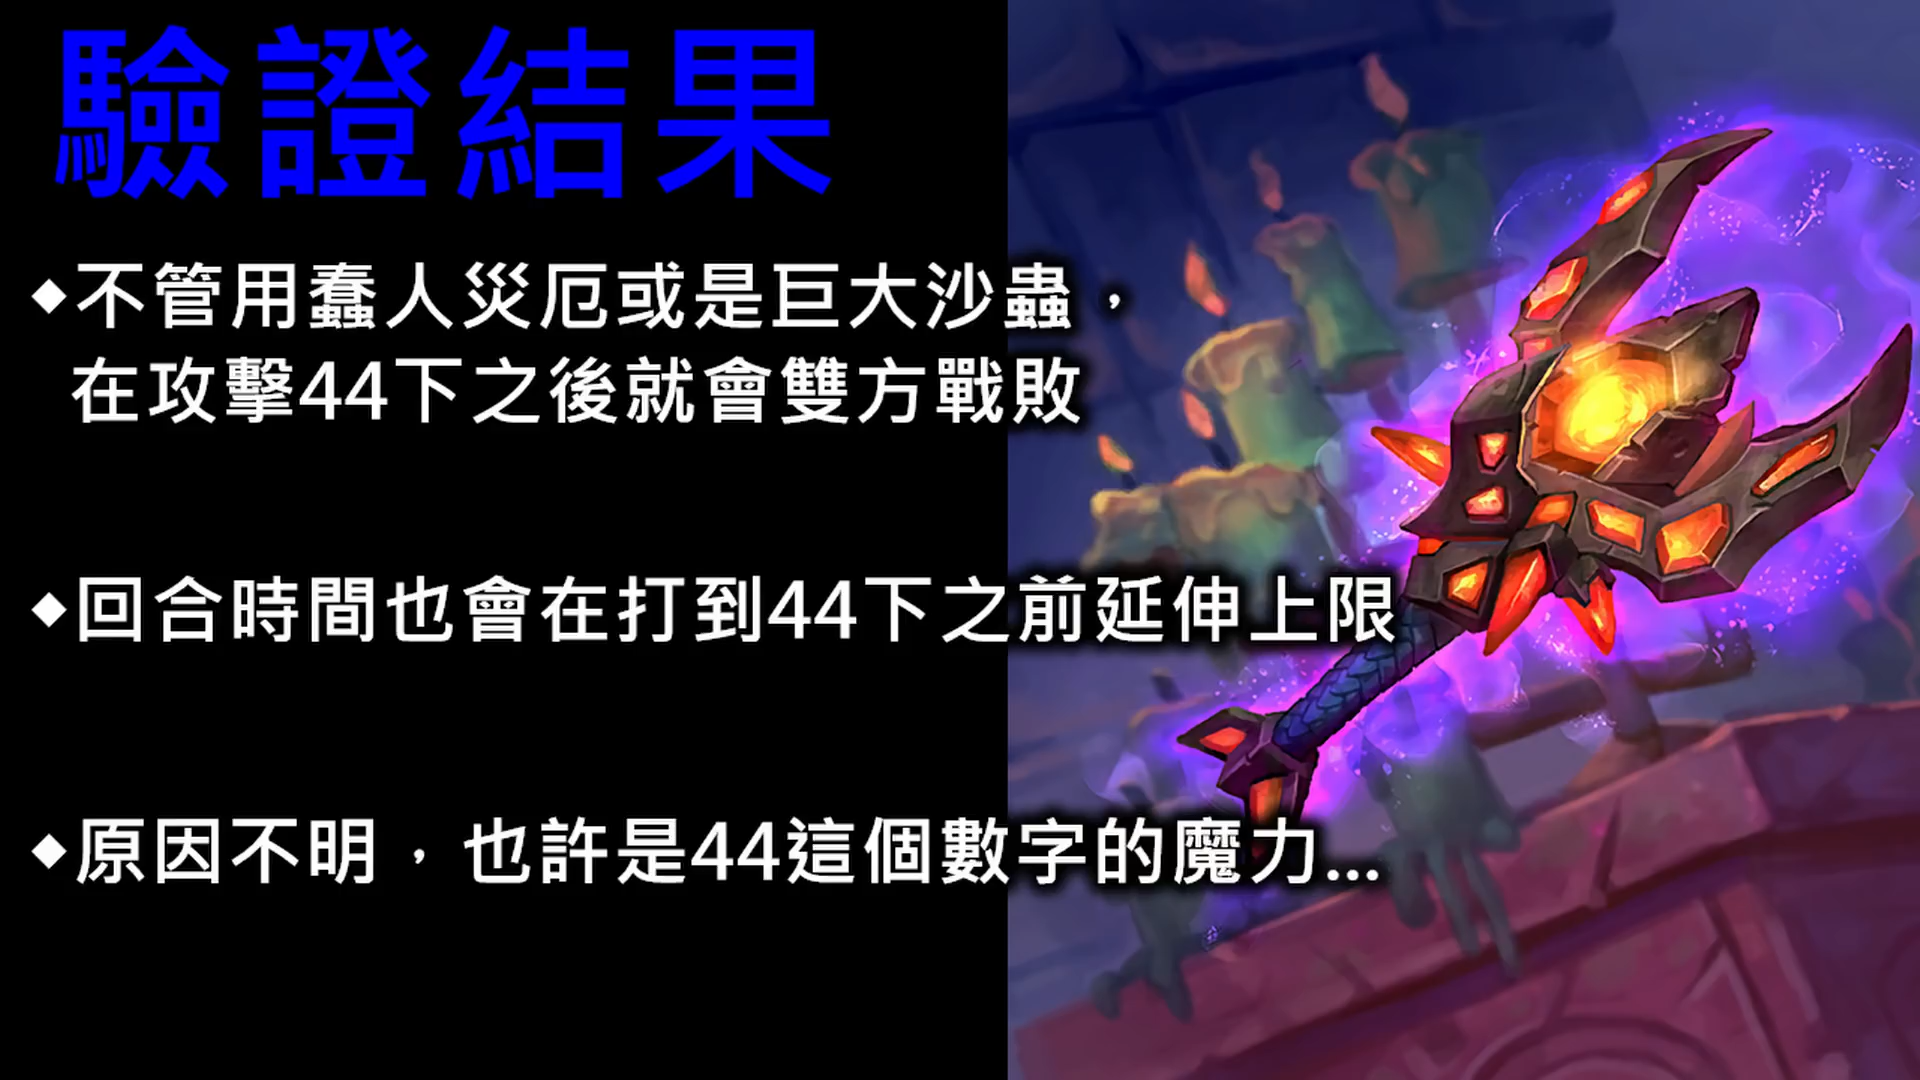 驗證結果
◆不管用蠢人災厄或是巨大沙蟲，
在攻擊44下之後就會雙方戰敗
◆回合時間也會在打到44下之前延伸上限
◆原因不明，也許是44這個數字的魔力...